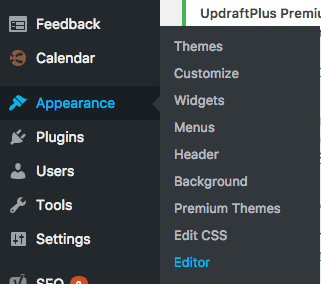 Feedback
Calendar
Appearance
Plugins
Users
Tools
Settings
SEO
UpdraftPlus Premiu
Themes
Customize
Widgets
Menus
Header
Background
Premium Themes
Edit CSS
Editor